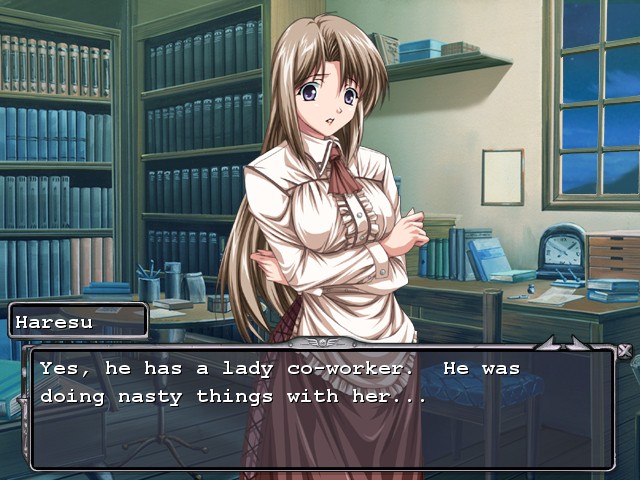 Haresu
Yes, he has a lady co-worker.  He was
doing nasty things with her...